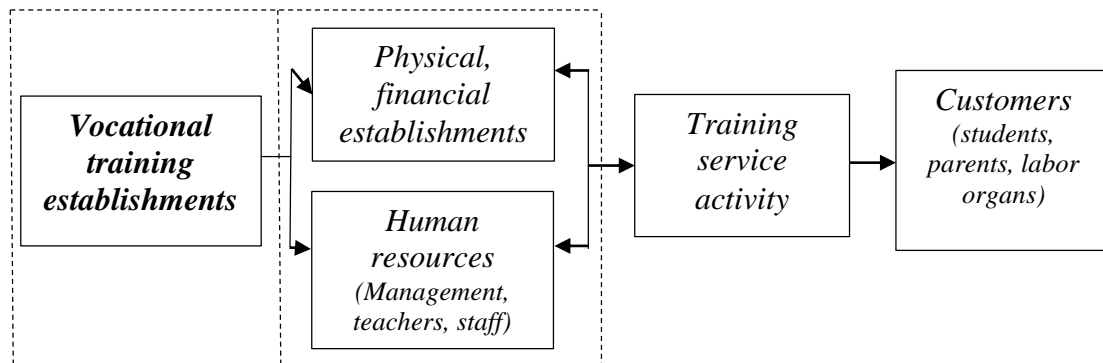 Vocational
training
establishments
Physical,
financial
establishments
Human
resources
(Management,
teachers, staff)
Training
service
activity
Customers
(students,
parents, labor
organs)